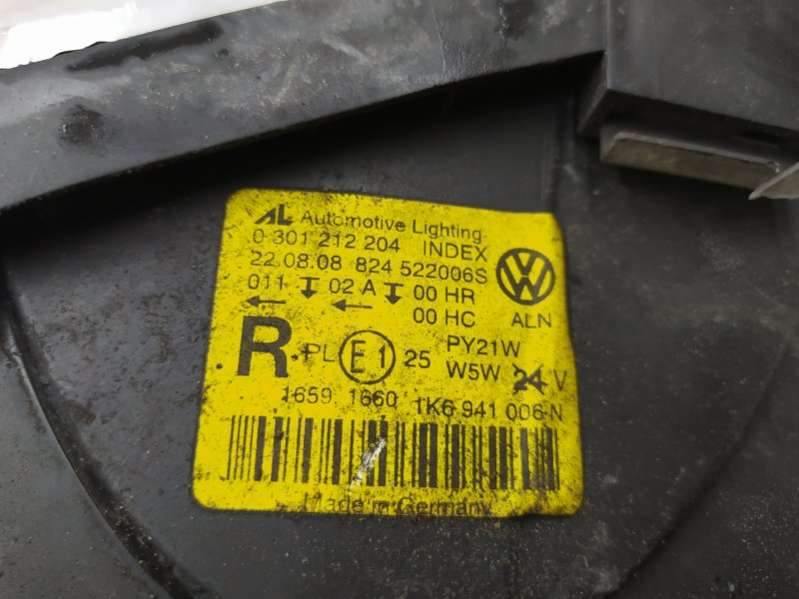 AL Automotive Lighting
0 301 212 204 INDEX
22.08.08 824 522006S
011 02 A 00 HR
00 HC
VW
ALN
R PL E1 25 PY21W
W5W 24 V
1659 1660 1K6 941 006 N
Made in Germany